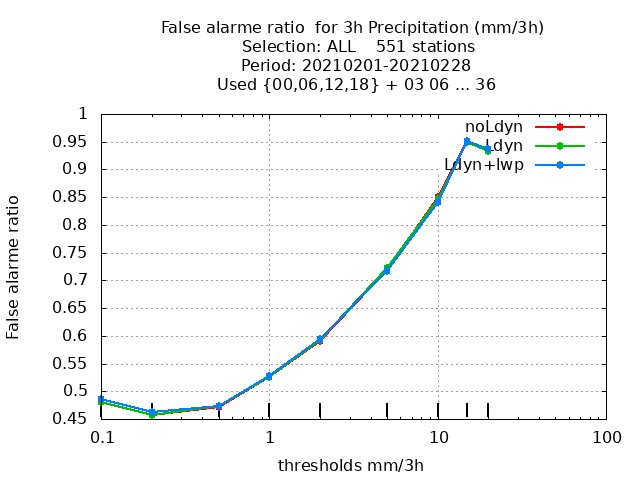 False alarme ratio  for 3h Precipitation (mm/3h)
Selection: ALL    551 stations
Period: 20210201-20210228
Used {00,06,12,18} + 03 06 ... 36
1
0.95
0.9
0.85
0.8
0.75
0.7
0.65
0.6
0.55
0.5
0.45
False alarme ratio
noLdyn
Ldyn
Ldyn+lwp
0.1
1
10
100
thresholds mm/3h